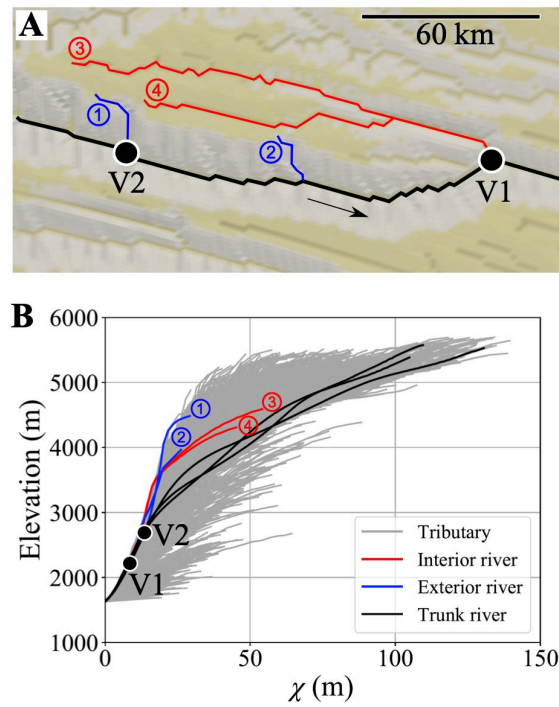 A
60 km
③
④
①
②
V2
V1
B
6000
5000
4000
3000
2000
1000
Elevation (m)
①
②
③
④
V2
V1
Tributary
Interior river
Exterior river
Trunk river
0
50
100
150
χ (m)